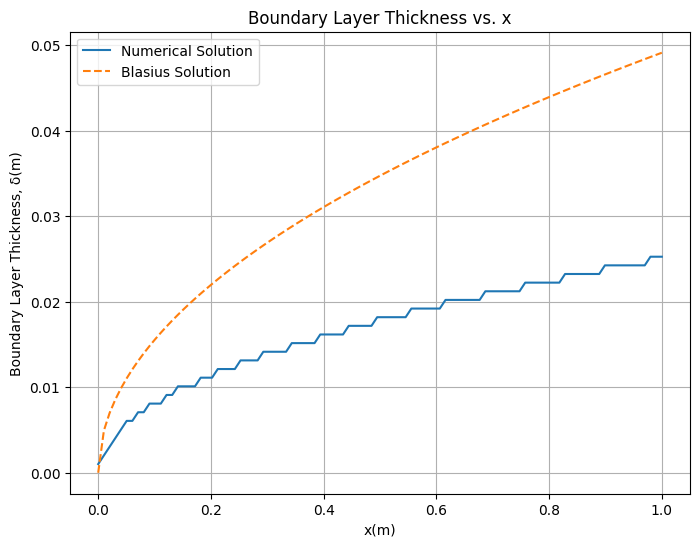 Boundary Layer Thickness vs. x
Numerical Solution
Blasius Solution
Boundary Layer Thickness, δ(m)
0.05
0.04
0.03
0.02
0.01
0.00
0.0 0.2 0.4 0.6 0.8 1.0
x(m)